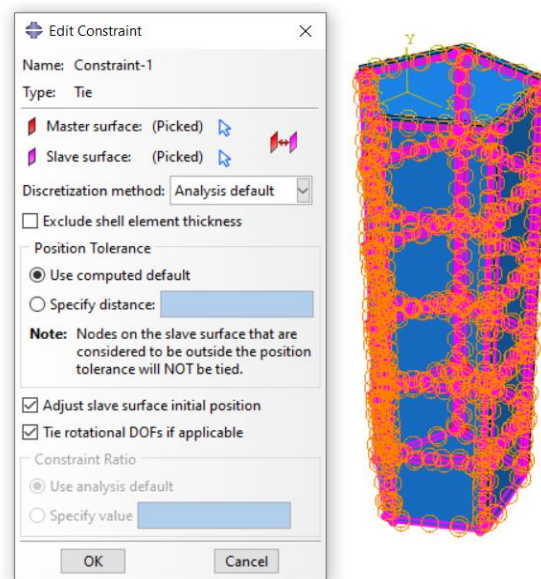 Edit Constraint
Name: Constraint-1
Type: Tie
Master surface: (Picked)
Slave surface: (Picked)
Discretization method: Analysis default
Exclude shell element thickness
Position Tolerance
Use computed default
Specify distance:
Note: Nodes on the slave surface that are
considered to be outside the position
tolerance will NOT be tied.
Adjust slave surface initial position
Tie rotational DOFs if applicable
Constraint Ratio
Use analysis default
Specify value
OK Cancel
Y
X